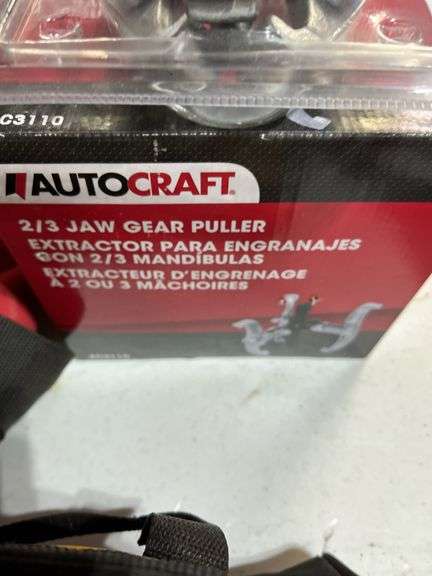 C3110
AUTOCRAFT
2/3 JAW GEAR PULLER
EXTRACTOR PARA ENGRANAJES
CON 2/3 MANDÍBULAS
EXTRACTEUR D'ENGRENAGE
À 2 OU 3 MÂCHOIRES